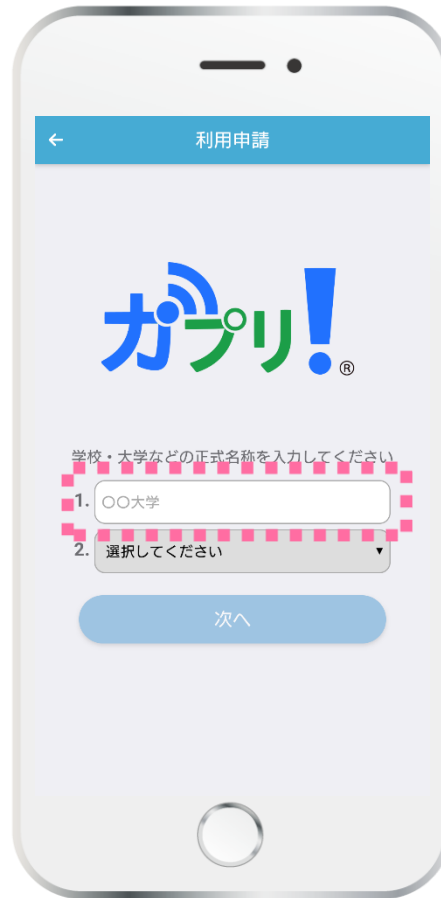 ←
利用申請
ガプリ!®
学校・大学などの正式名称を入力してください
1. 〇〇大学
2. 選択してください ▼
次へ